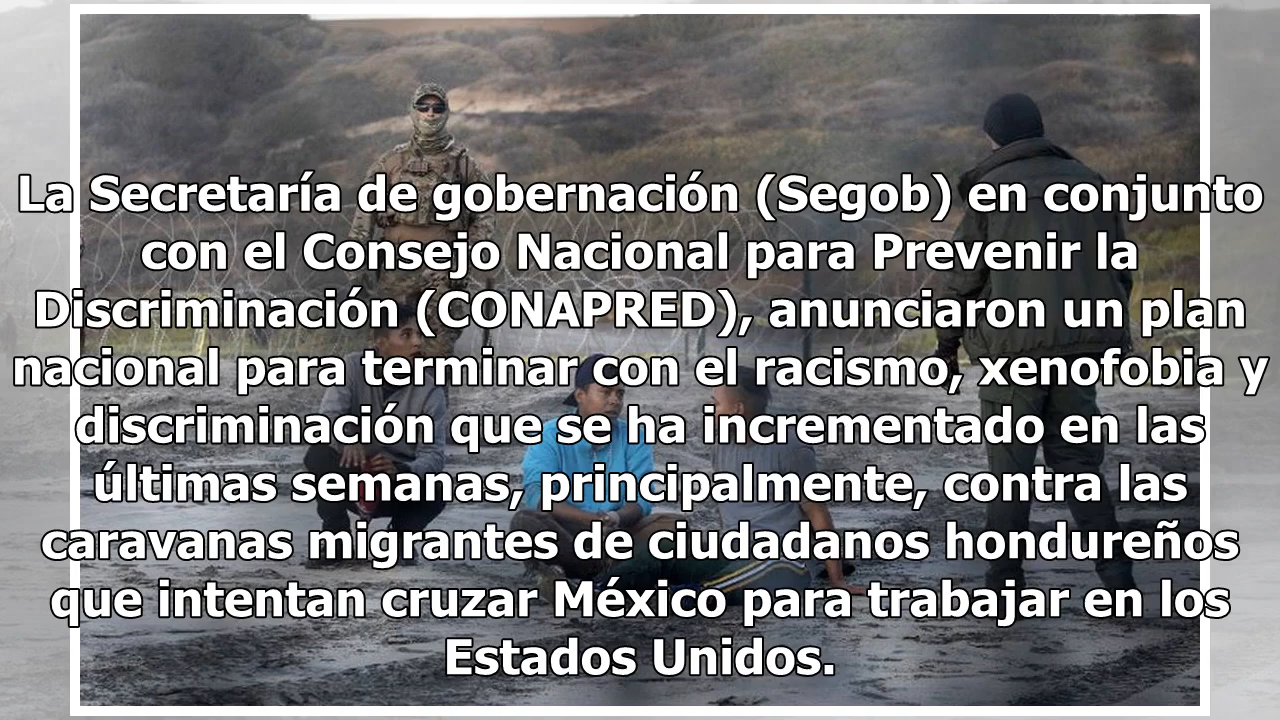 La Secretaría de gobernación (Segob) en conjunto
con el Consejo Nacional para Prevenir la
Discriminación (CONAPRED), anunciaron un plan
nacional para terminar con el racismo, xenofobia y
discriminación que se ha incrementado en las
últimas semanas, principalmente, contra las
caravanas migrantes de ciudadanos hondureños
que intentan cruzar México para trabajar en los
Estados Unidos.